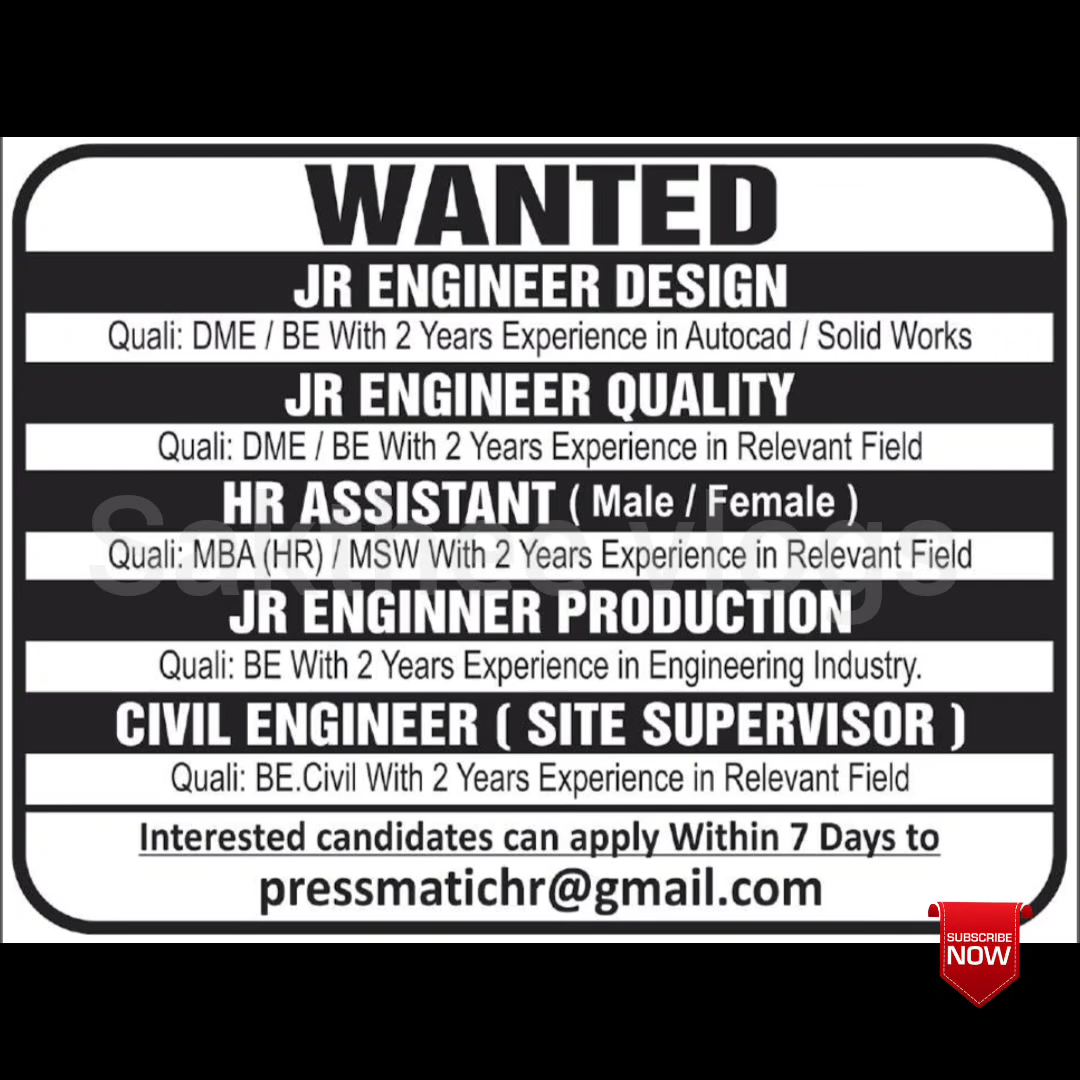 WANTED
JR ENGINEER DESIGN
Quali: DME / BE With 2 Years Experience in Autocad / Solid Works
JR ENGINEER QUALITY
Quali: DME / BE With 2 Years Experience in Relevant Field
HR ASSISTANT ( Male / Female )
Quali: MBA (HR) / MSW With 2 Years Experience in Relevant Field
JR ENGINNER PRODUCTION
Quali: BE With 2 Years Experience in Engineering Industry.
CIVIL ENGINEER ( SITE SUPERVISOR )
Quali: BE.Civil With 2 Years Experience in Relevant Field
Interested candidates can apply Within 7 Days to
pressmatichr@gmail.com
SUBSCRIBE
NOW
vlogs